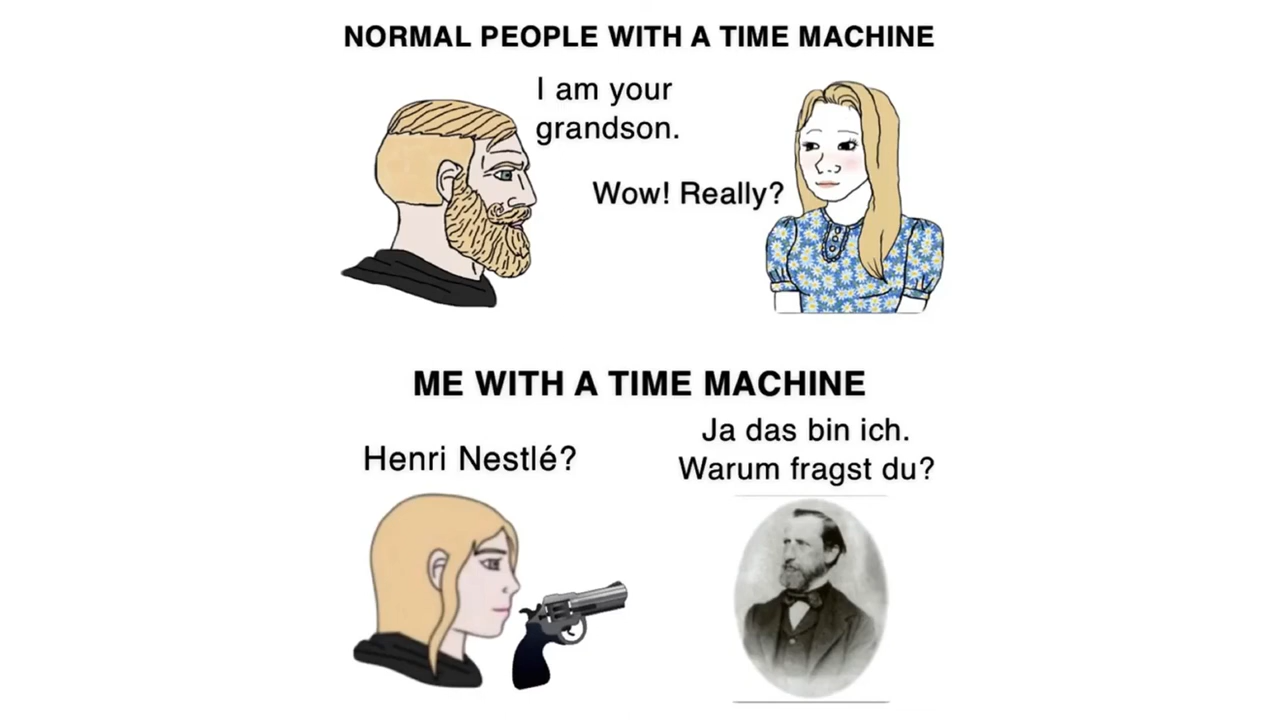 NORMAL PEOPLE WITH A TIME MACHINE
I am your
grandson.
Wow! Really?
ME WITH A TIME MACHINE
Henri Nestlé?
Ja das bin ich.
Warum fragst du?